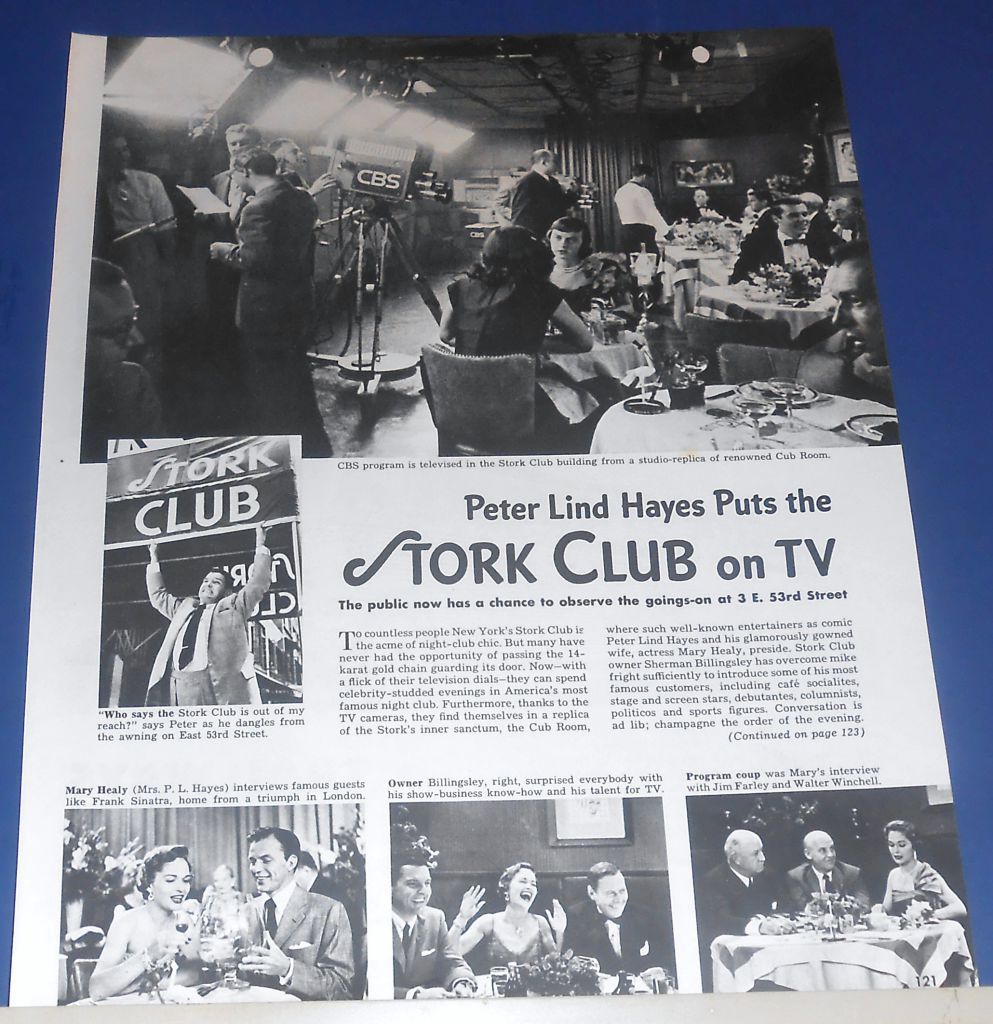 CBS
CBS
CBS program is televised in the Stork Club building from a studio-replica of renowned Cub Room.
STORK
CLUB
"Who says the Stork Club is out of my
reach?" says Peter as he dangles from
the awning on East 53rd Street.
Peter Lind Hayes Puts the
STORK CLUB on TV
The public now has a chance to observe the goings-on at 3 E. 53rd Street
To countless people New York's Stork Club is
the acme of night-club chic. But many have
never had the opportunity of passing the 14-
karat gold chain guarding its door. Now—with
a flick of their television dials—they can spend
celebrity-studded evenings in America's most
famous night club. Furthermore, thanks to the
TV cameras, they find themselves in a replica
of the Stork's inner sanctum, the Cub Room,
where such well-known entertainers as comic
Peter Lind Hayes and his glamorously gowned
wife, actress Mary Healy, preside. Stork Club
owner Sherman Billingsley has overcome mike
fright sufficiently to introduce some of his most
famous customers, including café socialites,
stage and screen stars, debutantes, columnists,
politicos and sports figures. Conversation is
ad lib; champagne the order of the evening.
(Continued on page 123)
Mary Healy (Mrs. P. L. Hayes) interviews famous guests
like Frank Sinatra, home from a triumph in London.
Owner Billingsley, right, surprised everybody with
his show-business know-how and his talent for TV.
Program coup was Mary's interview
with Jim Farley and Walter Winchell.
121